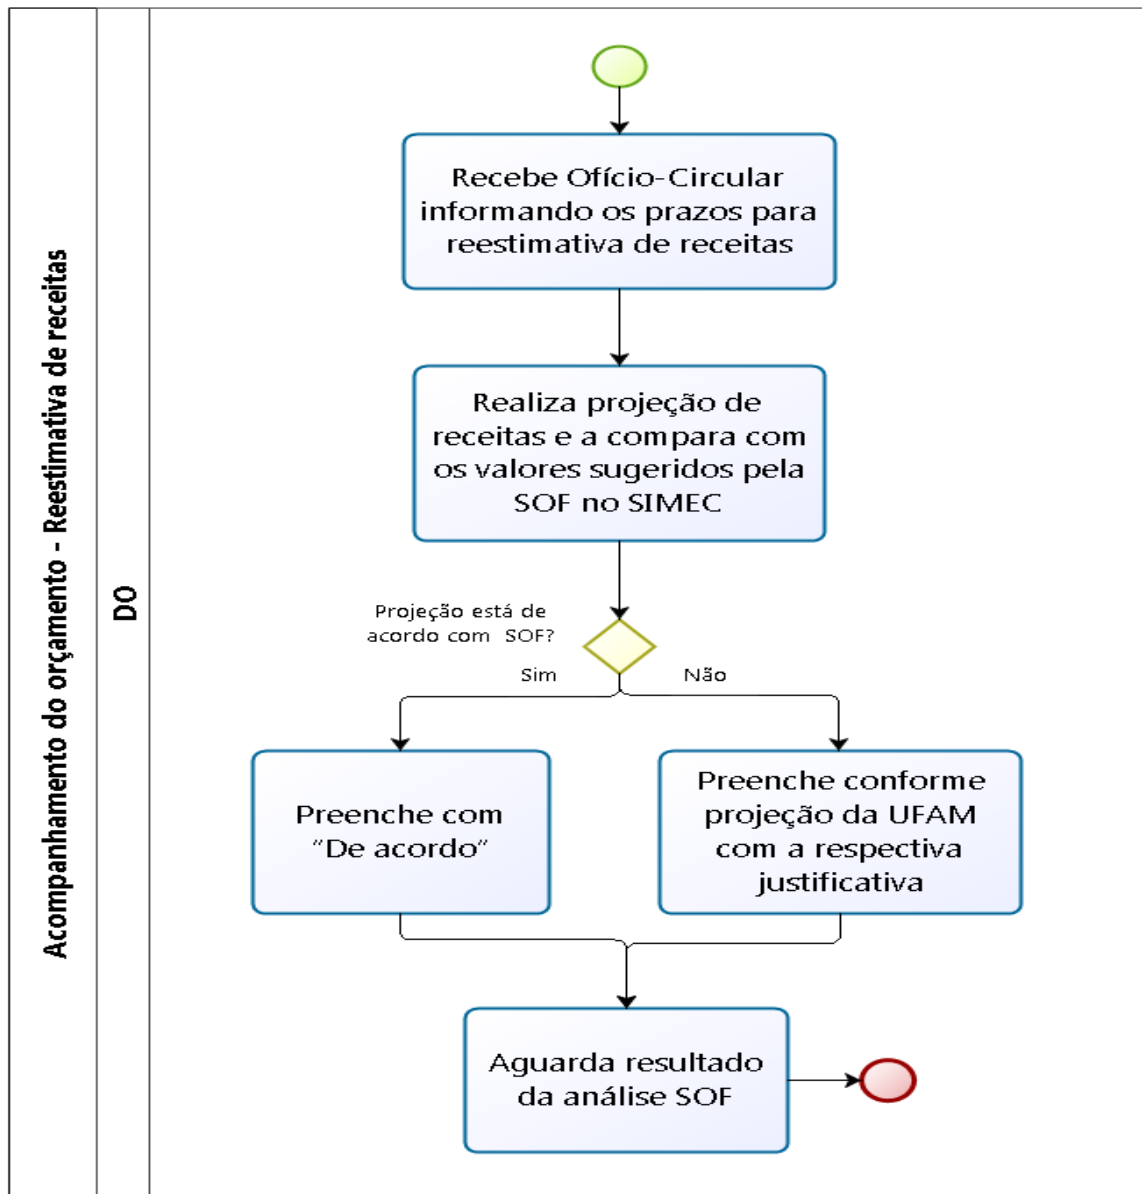 Acompanhamento do orçamento - Reestimativa de receitas
DO
Recebe Ofício-Circular
informando os prazos para
reestimativa de receitas
Realiza projeção de
receitas e a compara com
os valores sugeridos pela
SOF no SIMEC
Projeção está de
acordo com SOF?
Sim
Não
Preenche com
“De acordo”
Preenche conforme
projeção da UFAM
com a respectiva
justificativa
Aguarda resultado
da análise SOF